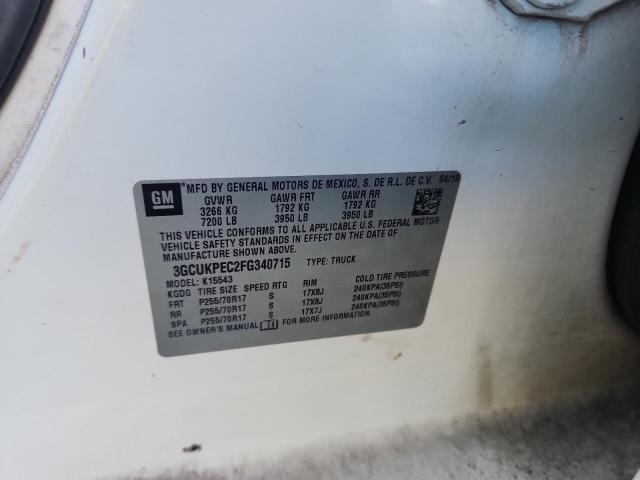 GM
MFD BY GENERAL MOTORS DE MEXICO, S. DE R.L. DE C.V. 04/15
GVWR GAWR FRT GAWR RR
3266 KG 1792 KG 1792 KG
7200 LB 3950 LB 3950 LB
THIS VEHICLE CONFORMS TO ALL APPLICABLE U.S. FEDERAL MOTOR
VEHICLE SAFETY STANDARDS IN EFFECT ON THE DATE OF
MANUFACTURE SHOWN ABOVE.
3GCUKPEC2FG340715 TYPE: TRUCK
MODEL: K15543
KGDG TIRE SIZE SPEED RTG RIM COLD TIRE PRESSURE
FRT P255/70R17 S 17X8J 240KPA(35PSI)
RR P255/70R17 S 17X8J 240KPA(35PSI)
SPA P255/70R17 S 17X7J 240KPA(35PSI)
SEE OWNER'S MANUAL FOR MORE INFORMATION.